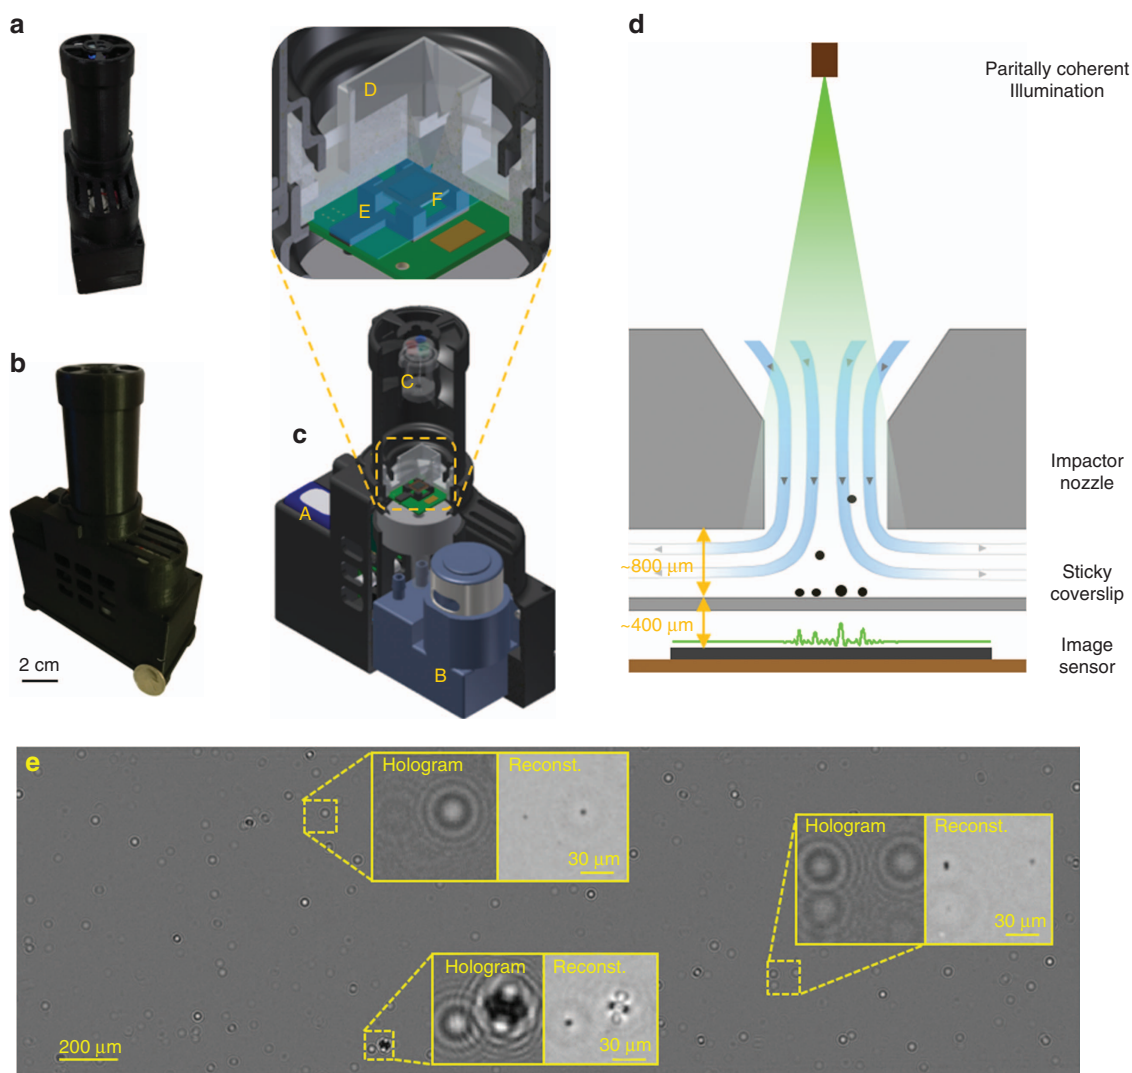 a
d
Paritally coherent
Illumination
D
E
F
b
C
c
A
B
2 cm
Impactor
nozzle
~800 μm
Sticky
coverslip
~400 μm
Image
sensor
e
Hologram
Reconst.
30 μm
Hologram
Reconst.
30 μm
Hologram
Reconst.
30 μm
200 μm